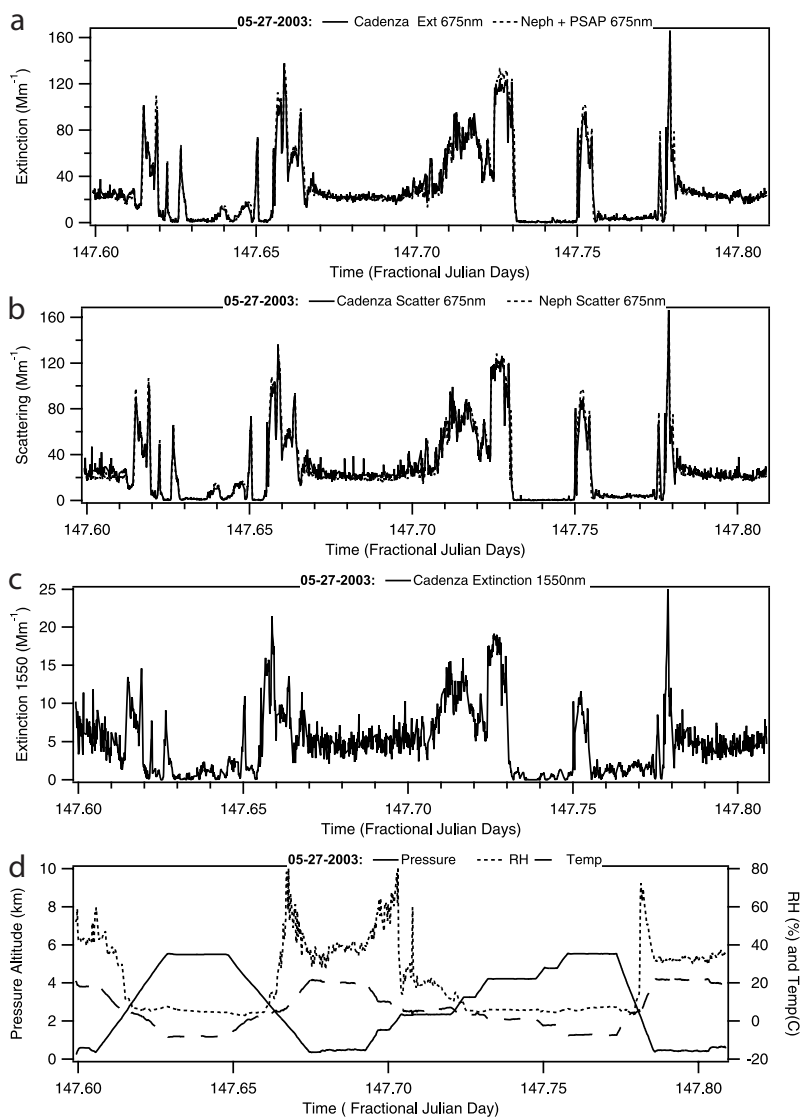 a
05-27-2003: Cadenza Ext 675nm Neph + PSAP 675nm
Extinction (Mm-1)
160
120
80
40
0
147.60 147.65 147.70 147.75 147.80
Time (Fractional Julian Days)
b
05-27-2003: Cadenza Scatter 675nm Neph Scatter 675nm
Scattering (Mm-1)
160
120
80
40
0
147.60 147.65 147.70 147.75 147.80
Time (Fractional Julian Days)
c
05-27-2003: Cadenza Extinction 1550nm
Extinction 1550 (Mm-1)
25
20
15
10
5
0
147.60 147.65 147.70 147.75 147.80
Time (Fractional Julian Days)
d
05-27-2003: Pressure RH Temp
Pressure Altitude (km)
10
8
6
4
2
0
80
60
40
20
0
-20
RH (%) and Temp(C)
147.60 147.65 147.70 147.75 147.80
Time ( Fractional Julian Day)